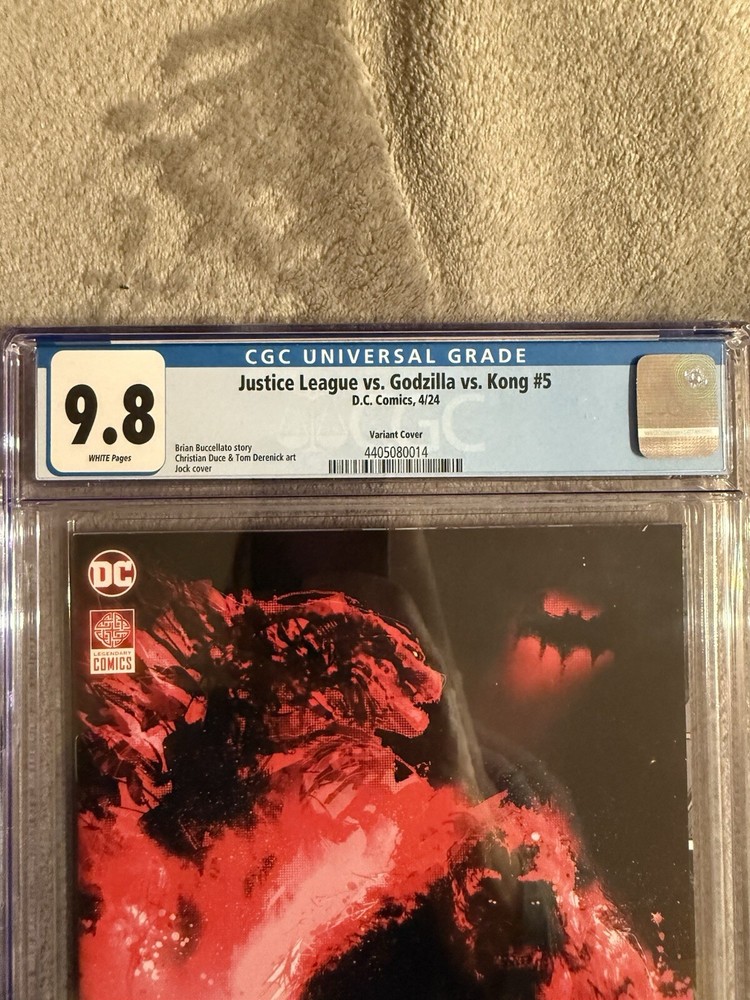 CGC UNIVERSAL GRADE
9.8
WHITE Pages
Justice League vs. Godzilla vs. Kong #5
D.C. Comics, 4/24
Variant Cover
Brian Buccellato story
Christian Duce & Tom Derenick art
Jock cover
4405080014
CGC
DC
LEGENDARY
COMICS